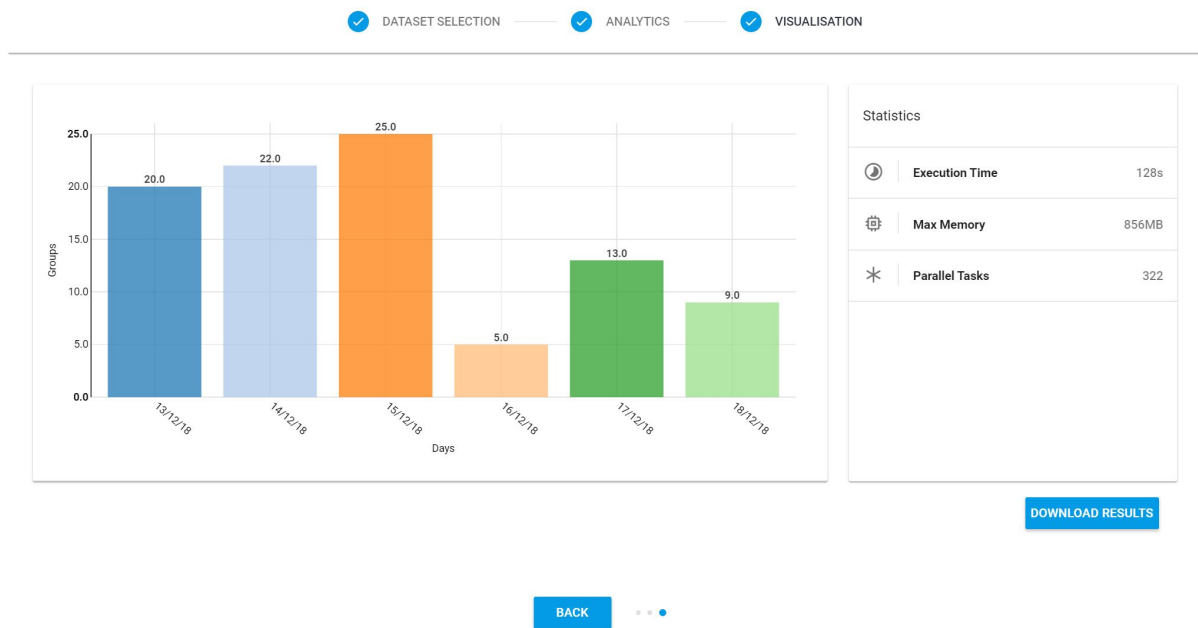 DATASET SELECTION ANALYTICS VISUALISATION
25.0
20.0
15.0
10.0
5.0
0.0
Groups
20.0
22.0
25.0
5.0
13.0
9.0
13/12/18
14/12/18
15/12/18
16/12/18
17/12/18
18/12/18
Days
Statistics
Execution Time 128s
Max Memory 856MB
Parallel Tasks 322
DOWNLOAD RESULTS
BACK